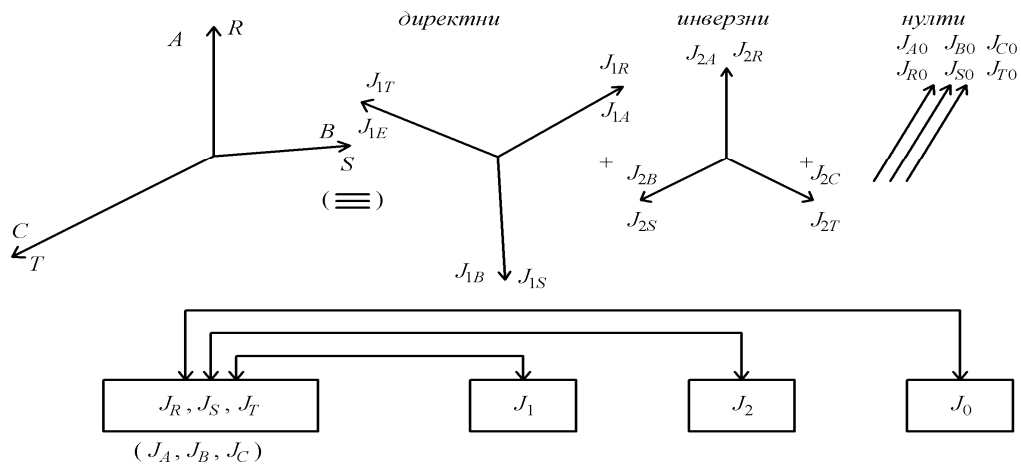 директни инверзни нулти
A R
B
S
( ≡ )
C
T
J1T
J1E
J1R
J1A
J1B J1S
+
J2A J2R
J2B
J2S
+
J2C
J2T
JA0 JB0 JC0
JR0 JS0 JT0
JR , JS , JT
( JA , JB , JC )
J1
J2
J0